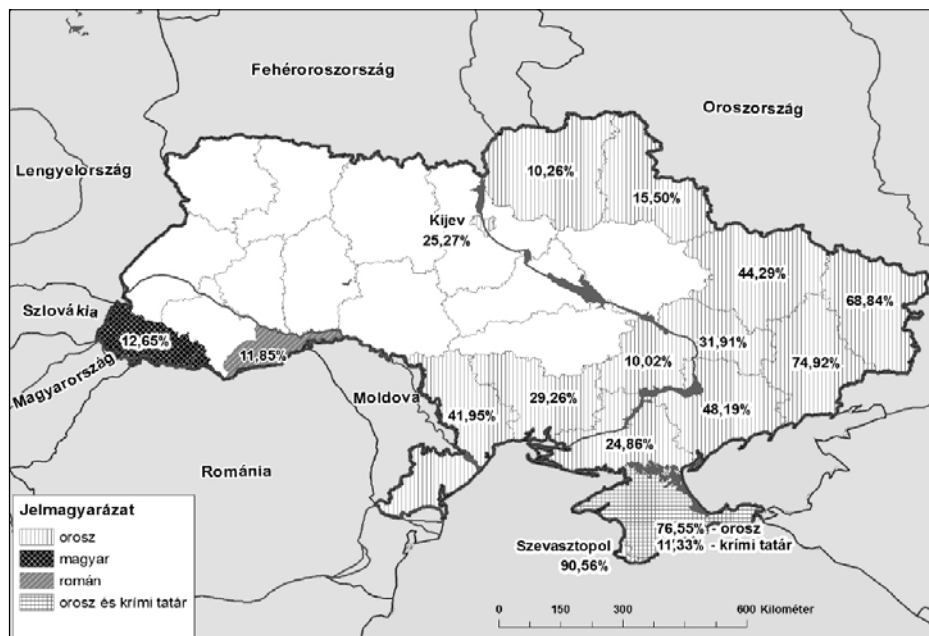 Fehéroroszország
Oroszország
Lengyelország
10,26%
15,50%
Kijev
25,27%
44,29%
68,84%
Szlovákia
12,65%
11,85%
31,91%
10,02%
74,92%
Magyarország
Moldova
41,95%
29,26%
48,19%
24,86%
Románia
Jelmagyarázat
orosz
magyar
román
orosz és krími tatár
76,55% - orosz
11,33% - krími tatár
Szevasztopol
90,56%
0 150 300 600 Kilométer